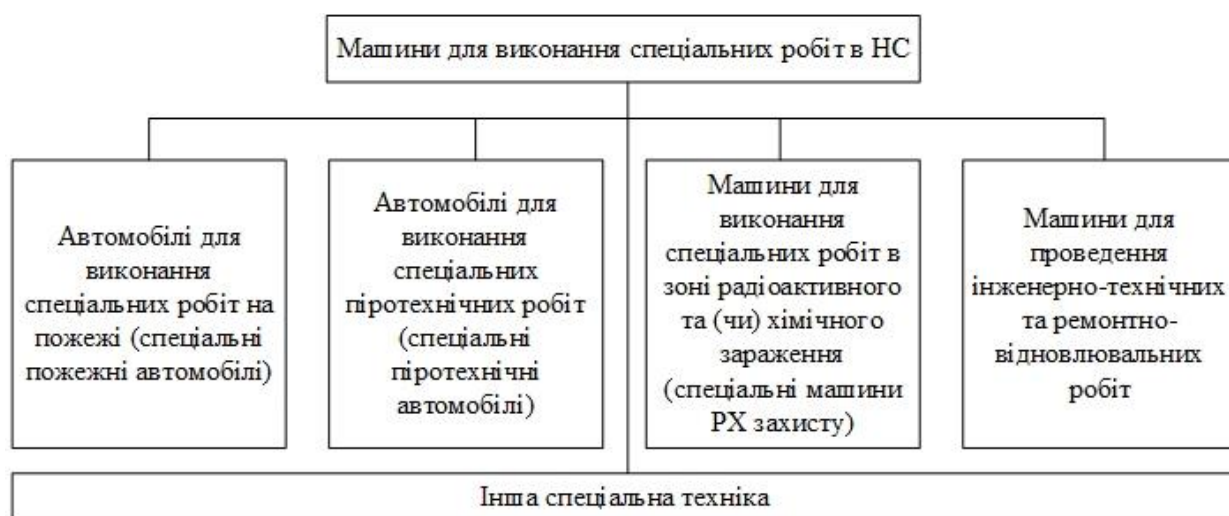 Машини для виконання спеціальних робіт в НС
Автомобілі для
виконання
спеціальних робіт на
пожежі (спеціальні
пожежні автомобілі)
Автомобілі для
виконання
спеціальних
піротехнічних робіт
(спеціальні
піротехнічні
автомобілі)
Машини для
виконання
спеціальних робіт в
зоні радіоактивного
та (чи) хімічного
зараження
(спеціальні машини
РХ захисту)
Машини для
проведення
інженерно-технічних
та ремонтно-
відновлювальних
робіт
Інша спеціальна техніка